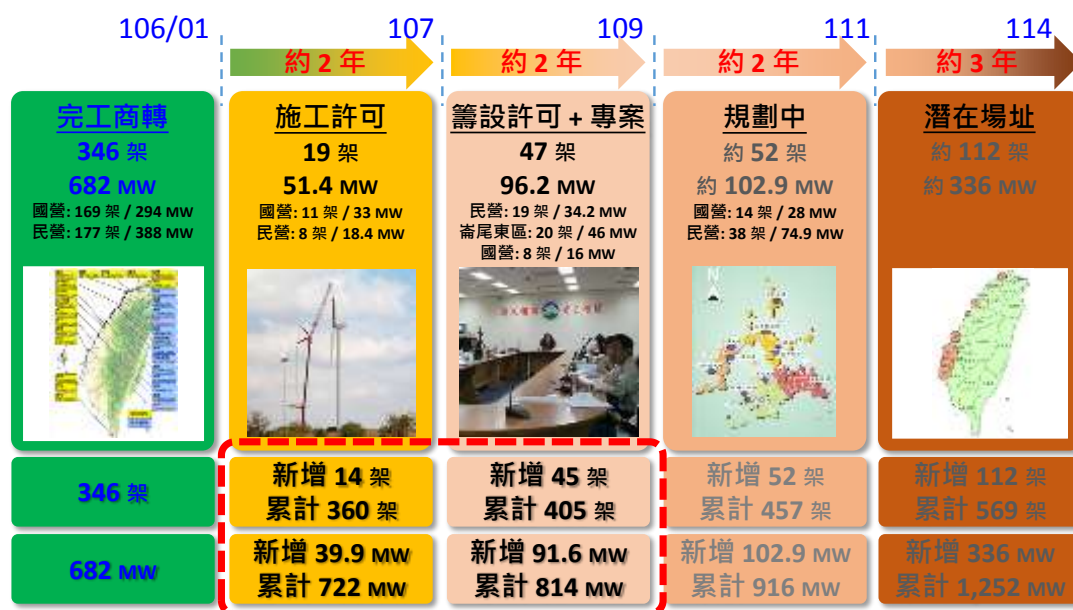 106/01
107
109
111
114
約 2 年
約 2 年
約 2 年
約 3 年
完工商轉
346 架
682 MW
國營: 169 架 / 294 MW
民營: 177 架 / 388 MW
施工許可
19 架
51.4 MW
國營: 11 架 / 33 MW
民營: 8 架 / 18.4 MW
籌設許可 + 專案
47 架
96.2 MW
民營: 19 架 / 34.2 MW
崙尾東區: 20 架 / 46 MW
國營: 8 架 / 16 MW
規劃中
約 52 架
約 102.9 MW
國營: 14 架 / 28 MW
民營: 38 架 / 74.9 MW
潛在場址
約 112 架
約 336 MW
N
346 架
新增 14 架
累計 360 架
新增 45 架
累計 405 架
新增 52 架
累計 457 架
新增 112 架
累計 569 架
682 MW
新增 39.9 MW
累計 722 MW
新增 91.6 MW
累計 814 MW
新增 102.9 MW
累計 916 MW
新增 336 MW
累計 1,252 MW